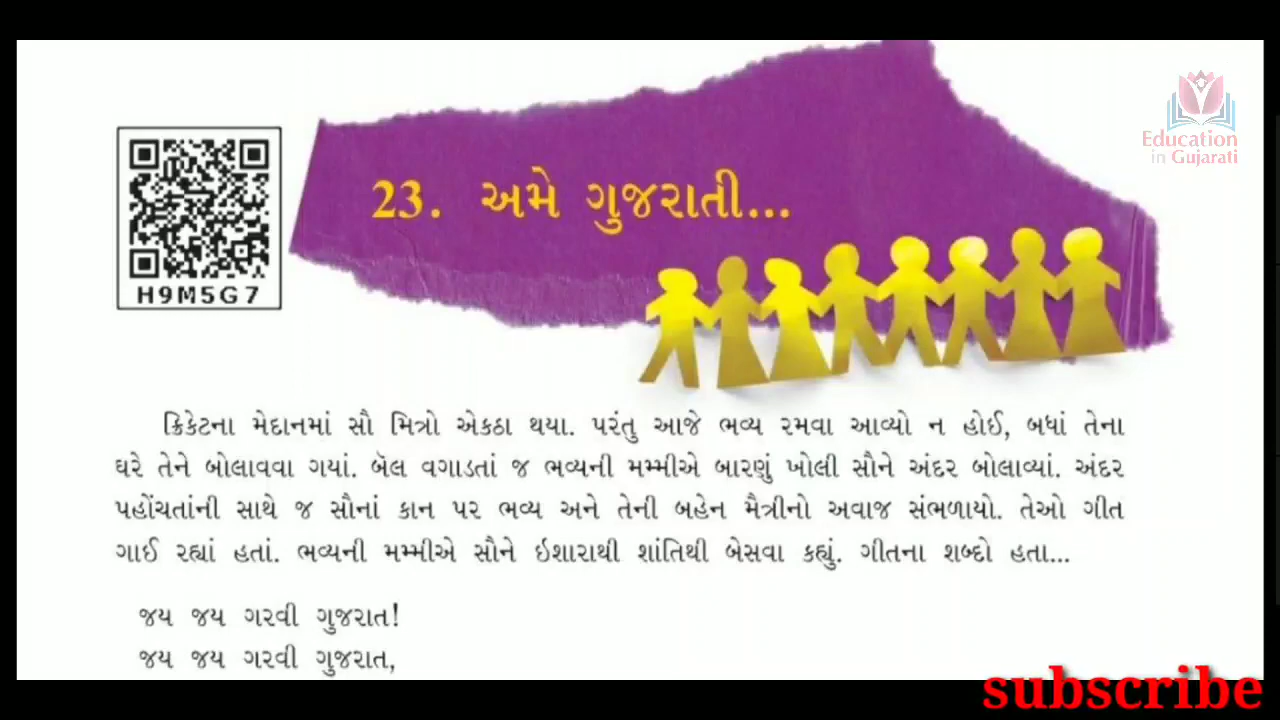 Education
in Gujarati
H9M5G7
23. અમે ગુજરાતી...
ક્રિકેટના મેદાનમાં સૌ મિત્રો એકઠા થયા. પરંતુ આજે ભવ્ય રમવા આવ્યો ન હોઈ, બધાં તેના
ઘરે તેને બોલાવવા ગયાં. બૅલ વગાડતાં જ ભવ્યની મમ્મીએ બારણું ખોલી સૌને અંદર બોલાવ્યાં. અંદર
પહોંચતાંની સાથે જ સૌનાં કાન પર ભવ્ય અને તેની બહેન મૈત્રીનો અવાજ સંભળાયો. તેઓ ગીત
ગાઈ રહ્યાં હતાં. ભવ્યની મમ્મીએ સૌને ઇશારાથી શાંતિથી બેસવા કહ્યું. ગીતના શબ્દો હતા...
જય જય ગરવી ગુજરાત!
જય જય ગરવી ગુજરાત,
subscribe